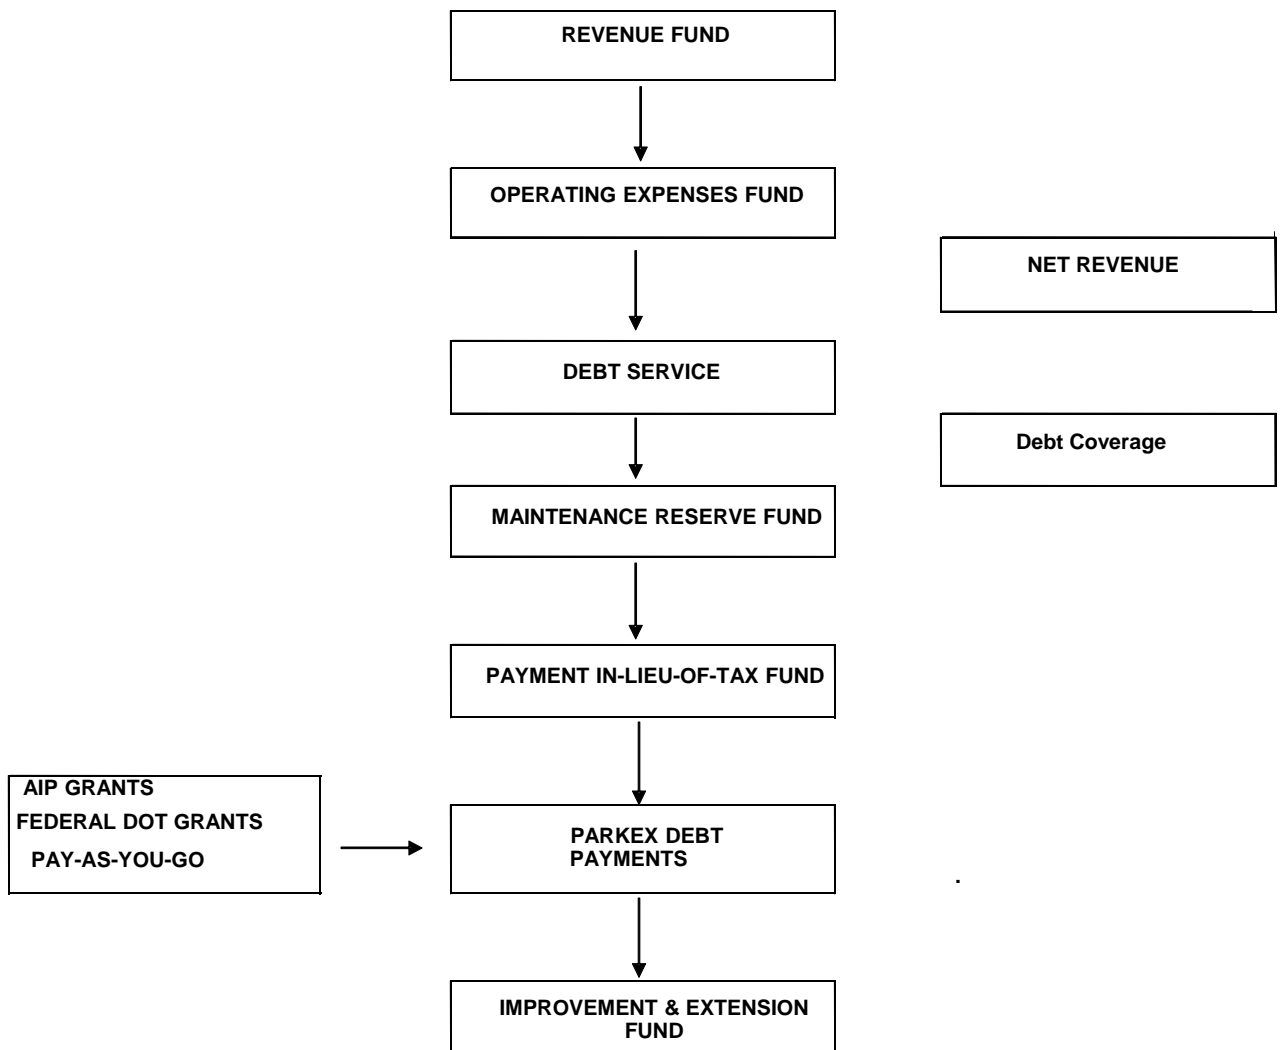 REVENUE FUND
OPERATING EXPENSES FUND
NET REVENUE
DEBT SERVICE
Debt Coverage
MAINTENANCE RESERVE FUND
PAYMENT IN-LIEU-OF-TAX FUND
AIP GRANTS
FEDERAL DOT GRANTS
PAY-AS-YOU-GO
PARKEX DEBT
PAYMENTS
.
IMPROVEMENT & EXTENSION
FUND